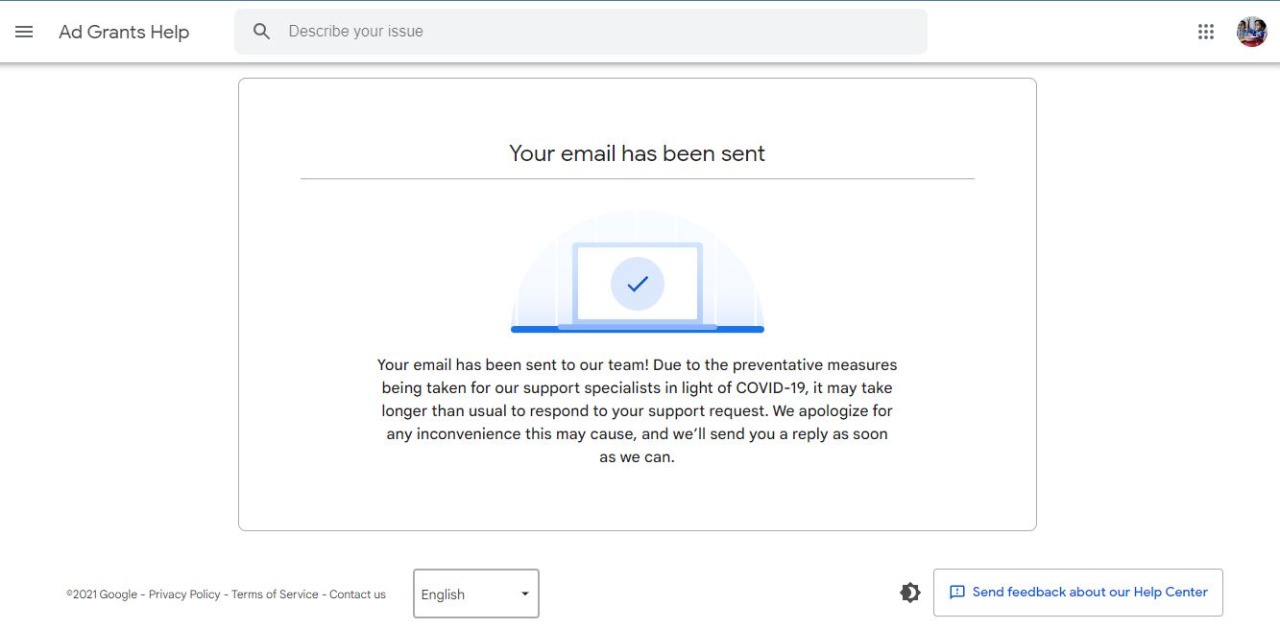 Ad Grants Help
Describe your issue
Your email has been sent
Your email has been sent to our team! Due to the preventative measures
being taken for our support specialists in light of COVID-19, it may take
longer than usual to respond to your support request. We apologize for
any inconvenience this may cause, and we’ll send you a reply as soon
as we can.
©2021 Google - Privacy Policy - Terms of Service - Contact us
English
Send feedback about our Help Center